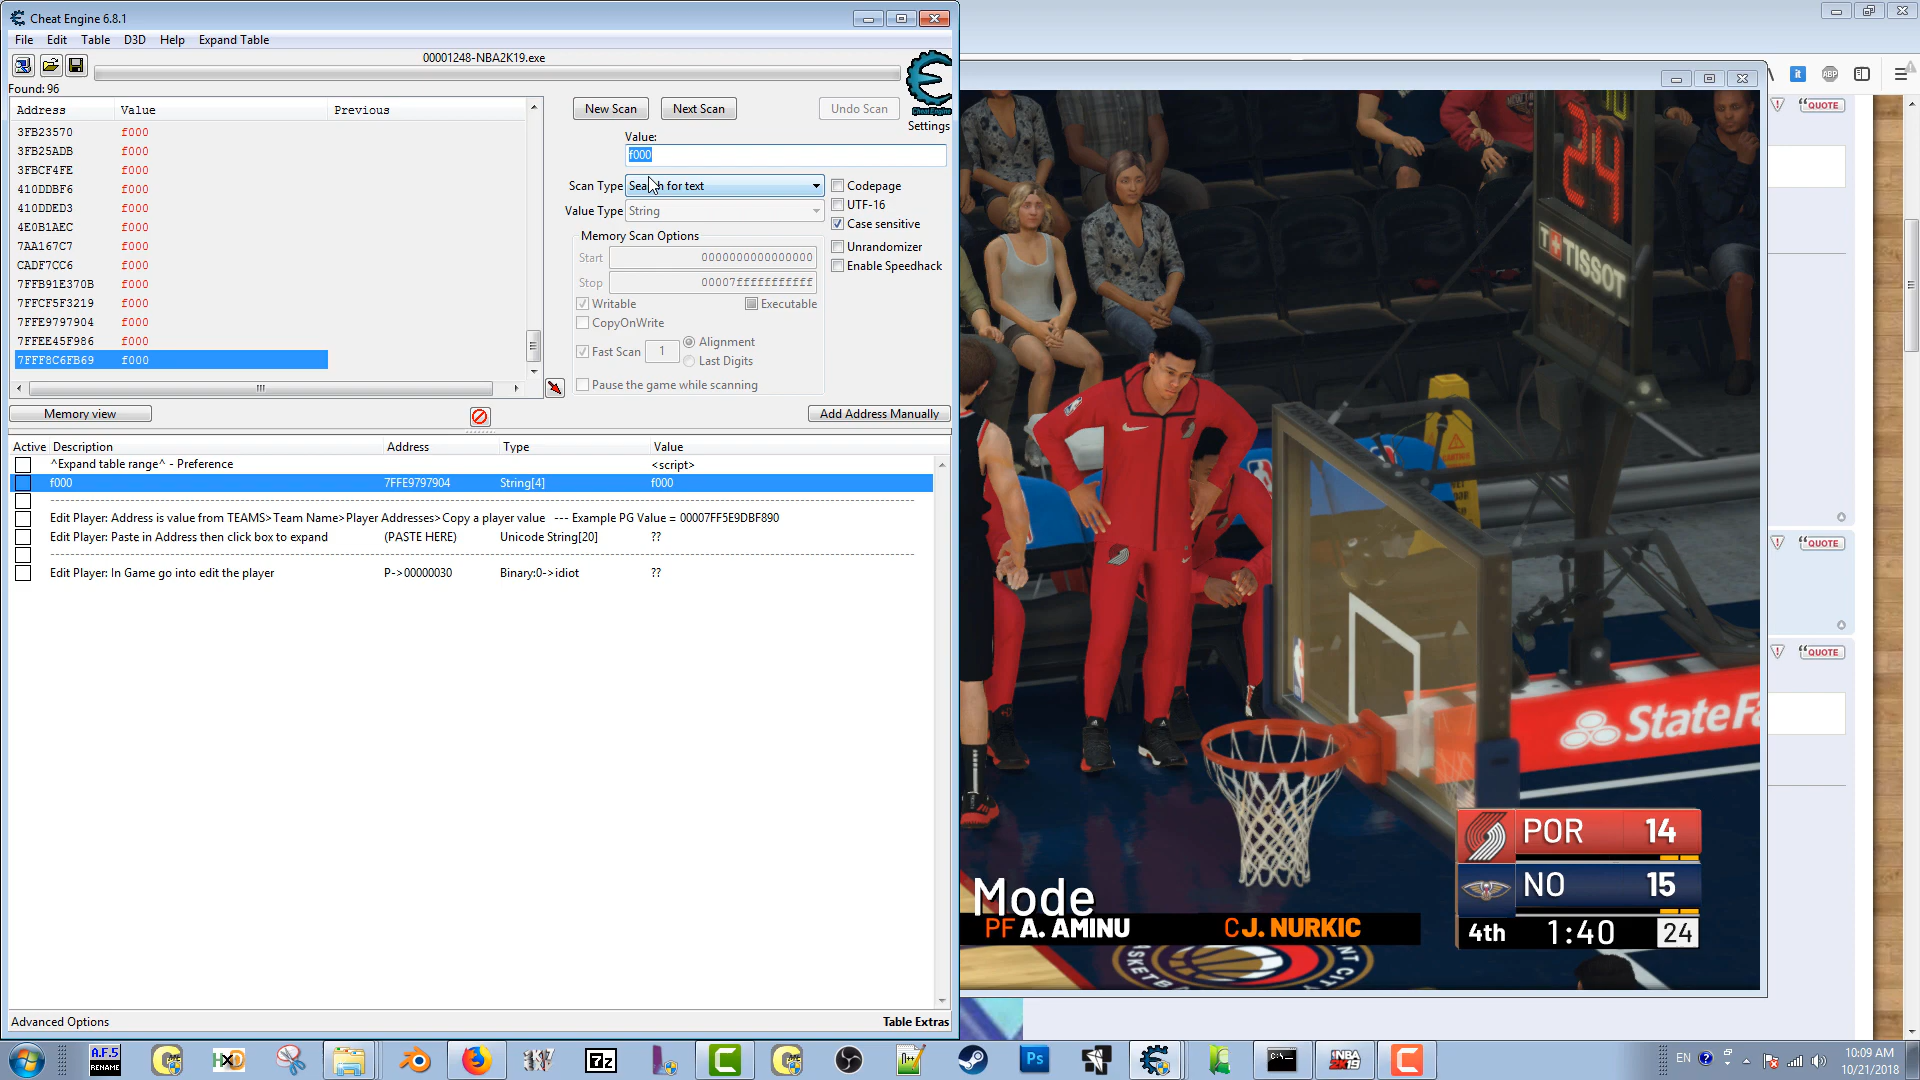 Cheat Engine 6.8.1
File Edit Table D3D Help Expand Table
00001248-NBA2K19.exe
Found: 96
Address Value Previous
3FB23570 f000
3FB25ADB f000
3FBCF4FE f000
410DDBF6 f000
410DDED3 f000
4E0B1AEC f000
7AA167C7 f000
CADF7CC6 f000
7FFB91E370B f000
7FFCF5F3219 f000
7FFE9797904 f000
7FFEE45F986 f000
7FFF8C6FB69 f000
New Scan Next Scan Undo Scan
Settings
Value:
f000
Scan Type Search for text
Value Type String
Codepage
UTF-16
Case sensitive
Unrandomizer
Enable Speedhack
Memory Scan Options
Start 0000000000000000
Stop 00007fffffffffff
Writable Executable
CopyOnWrite
Fast Scan 1 Alignment
Last Digits
Pause the game while scanning
Memory view Add Address Manually
Active Description Address Type Value
^Expand table range^ - Preference <script>
f000 7FFE9797904 String[4] f000
Edit Player: Address is value from TEAMS>Team Name>Player Addresses>Copy a player value --- Example PG Value = 00007FF5E9DBF890
Edit Player: Paste in Address then click box to expand (PASTE HERE) Unicode String[20] ??
Edit Player: In Game go into edit the player P->00000030 Binary:0->idiot ??
Advanced Options Table Extras
24
TISSOT
State Fa
Mode
PF A. AMINU C J. NURKIC
POR 14
NO 15
4th 1:40 24
QUOTE
QUOTE
QUOTE
ABP
A.F.5
RENAME
7z
Ps
EN
10:09 AM
10/21/2018